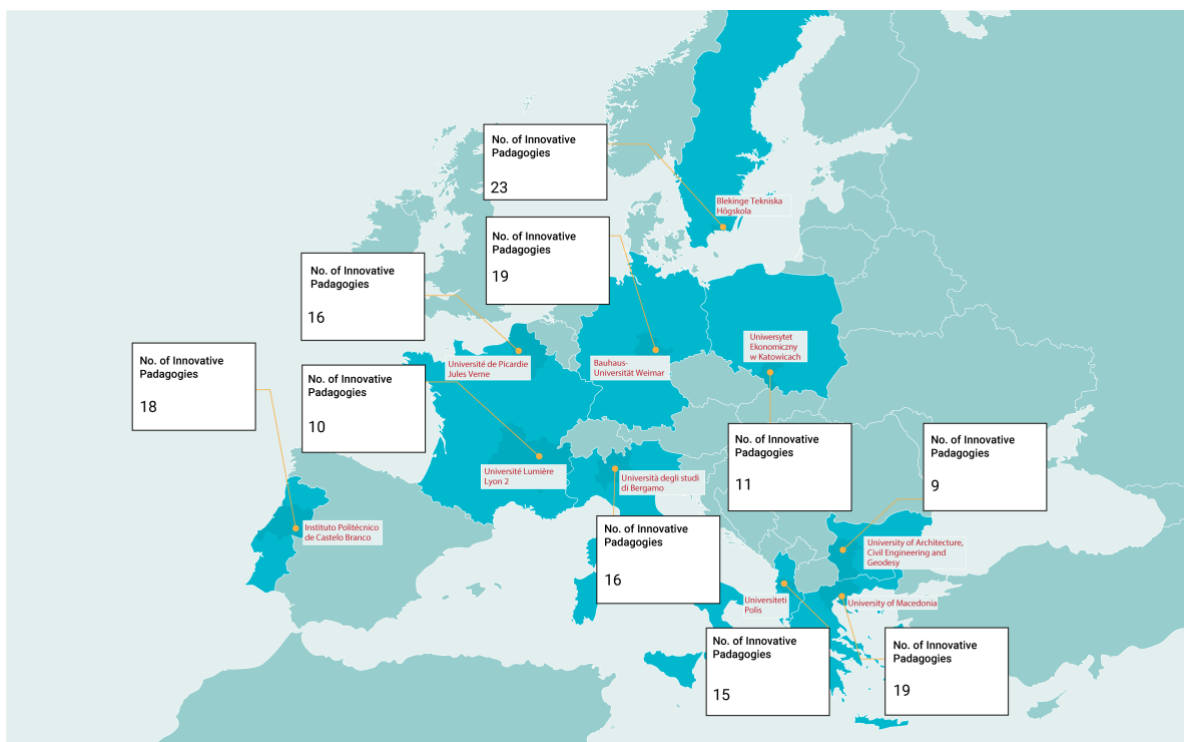 No. of Innovative
Padagogies
23
Blekinge Tekniska
Högskola
No. of Innovative
Padagogies
19
No. of Innovative
Padagogies
16
Uniwersytet
Ekonomiczny
w Katowicach
No. of Innovative
Padagogies
18
Université de Picardie
Jules Verne
Bauhaus-
Universität Weimar
No. of Innovative
Padagogies
10
No. of Innovative
Padagogies
11
No. of Innovative
Padagogies
9
Université Lumière
Lyon 2
Università degli studi
di Bergamo
Instituto Politécnico
de Castelo Branco
No. of Innovative
Padagogies
16
University of Architecture,
Civil Engineering and
Geodesy
Universiteti
Polis
University of Macedonia
No. of Innovative
Padagogies
15
No. of Innovative
Padagogies
19